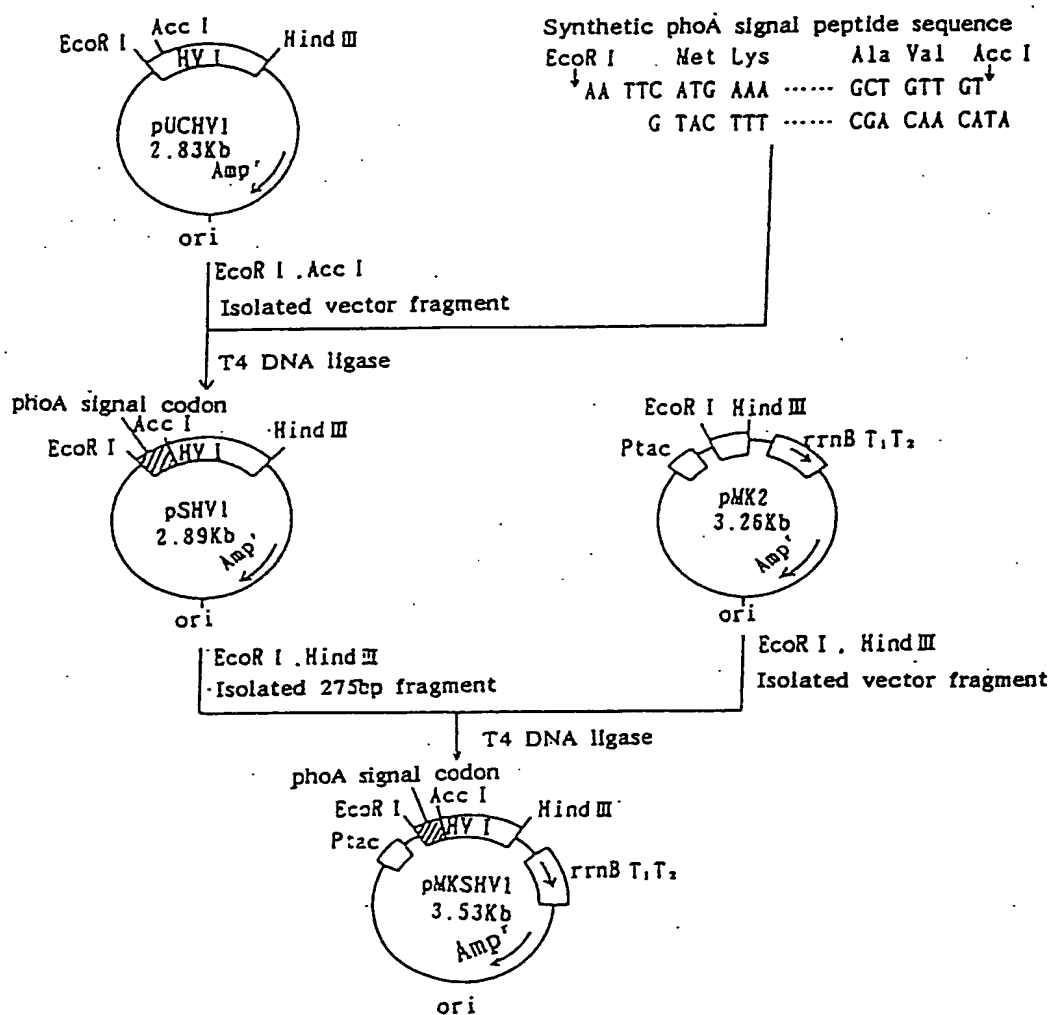 Acc I
EcoR I
Hind III
HV I
pUCHV1
2.83Kb
Amp^r
ori
Synthetic phoA signal peptide sequence
EcoR I Met Lys Ala Val Acc I
AA TTC ATG AAA ...... GCT GTT GT
G TAC TTT ...... CGA CAA CATA
EcoR I . Acc I
Isolated vector fragment
T4 DNA ligase
phoA signal codon
Acc I
EcoR I
Hind III
HV I
pSHV1
2.89Kb
Amp^r
ori
EcoR I Hind III
Ptac
rrnB T₁T₂
pMK2
3.26Kb
Amp^r
ori
EcoR I . Hind III
Isolated 275bp fragment
EcoR I . Hind III
Isolated vector fragment
T4 DNA ligase
phoA signal codon
Acc I
EcoR I
Hind III
Ptac
HV I
rrnB T₁T₂
pMKSHV1
3.53Kb
Amp^r
ori